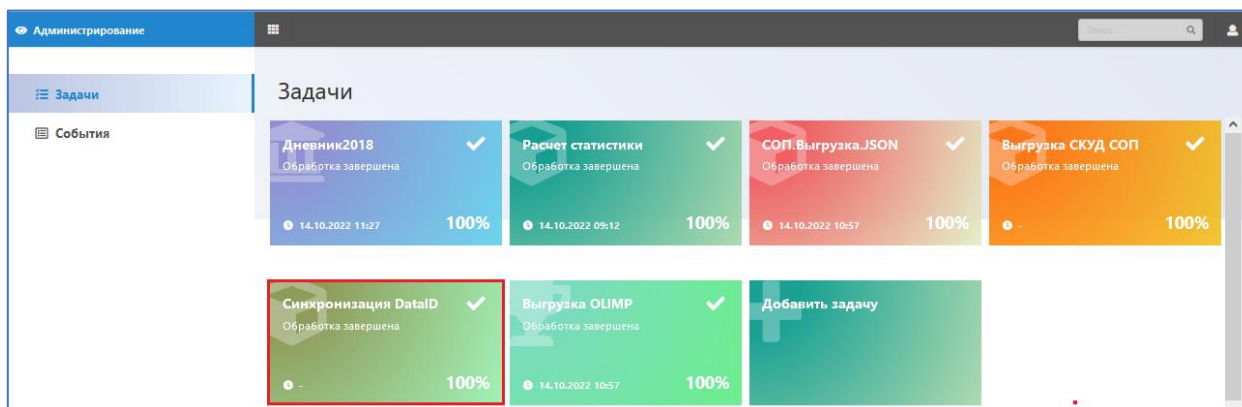 Администрирование
Поиск...
Задачи
События
Задачи
Дневник2018
Обработка завершена
14.10.2022 11:27
100%
Расчет статистики
Обработка завершена
14.10.2022 09:12
100%
СОП.Выгрузка.JSON
Обработка завершена
14.10.2022 10:57
100%
Выгрузка СКУД СОП
Обработка завершена
-
100%
Синхронизация DataID
Обработка завершена
-
100%
Выгрузка OLIMP
Обработка завершена
14.10.2022 10:57
100%
Добавить задачу